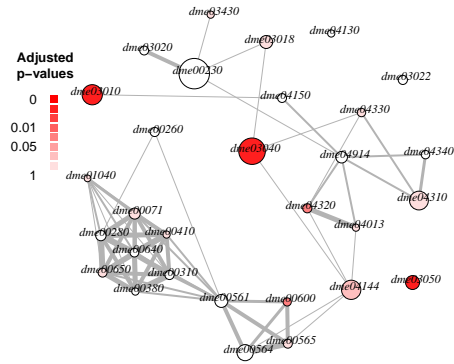 dme03430
dme04130
dme03020
dme03018
dme00230
dme03022
Adjusted
p-values
0
0.01
0.05
1
dme03010
dme04150
dme04330
dme00260
dme03040
dme04914
dme04340
dme01040
dme04310
dme00071
dme04320
dme00280
dme00410
dme04013
dme00640
dme00650
dme00310
dme03050
dme00380
dme00561
dme00600
dme04144
dme00564
dme00565